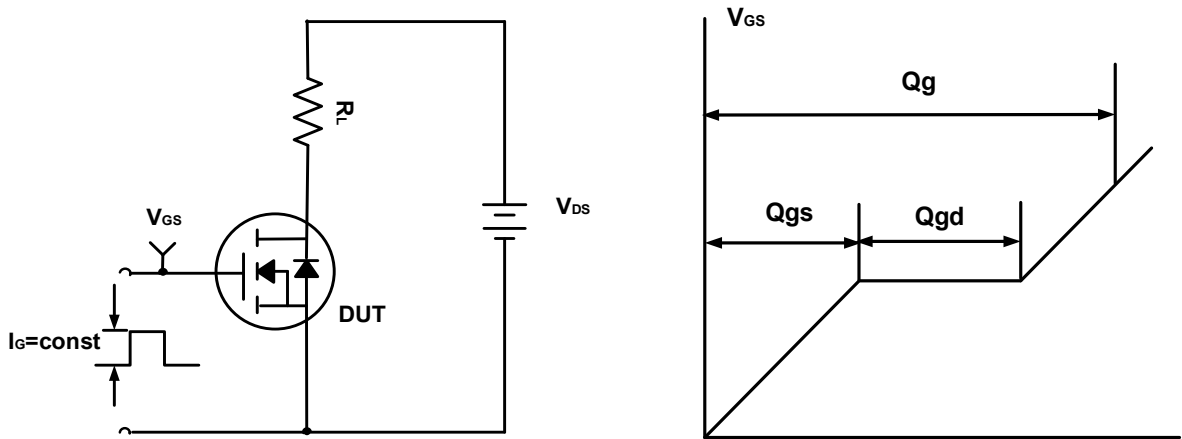 RL
VGS
VDS
DUT
IG=const
VGS
Qg
Qgs
Qgd